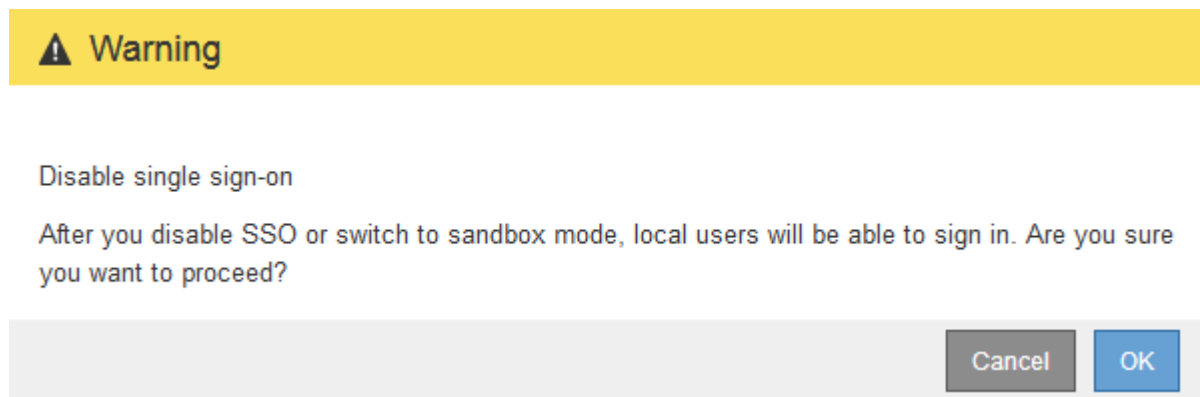 Warning
Disable single sign-on
After you disable SSO or switch to sandbox mode, local users will be able to sign in. Are you sure
you want to proceed?
Cancel OK